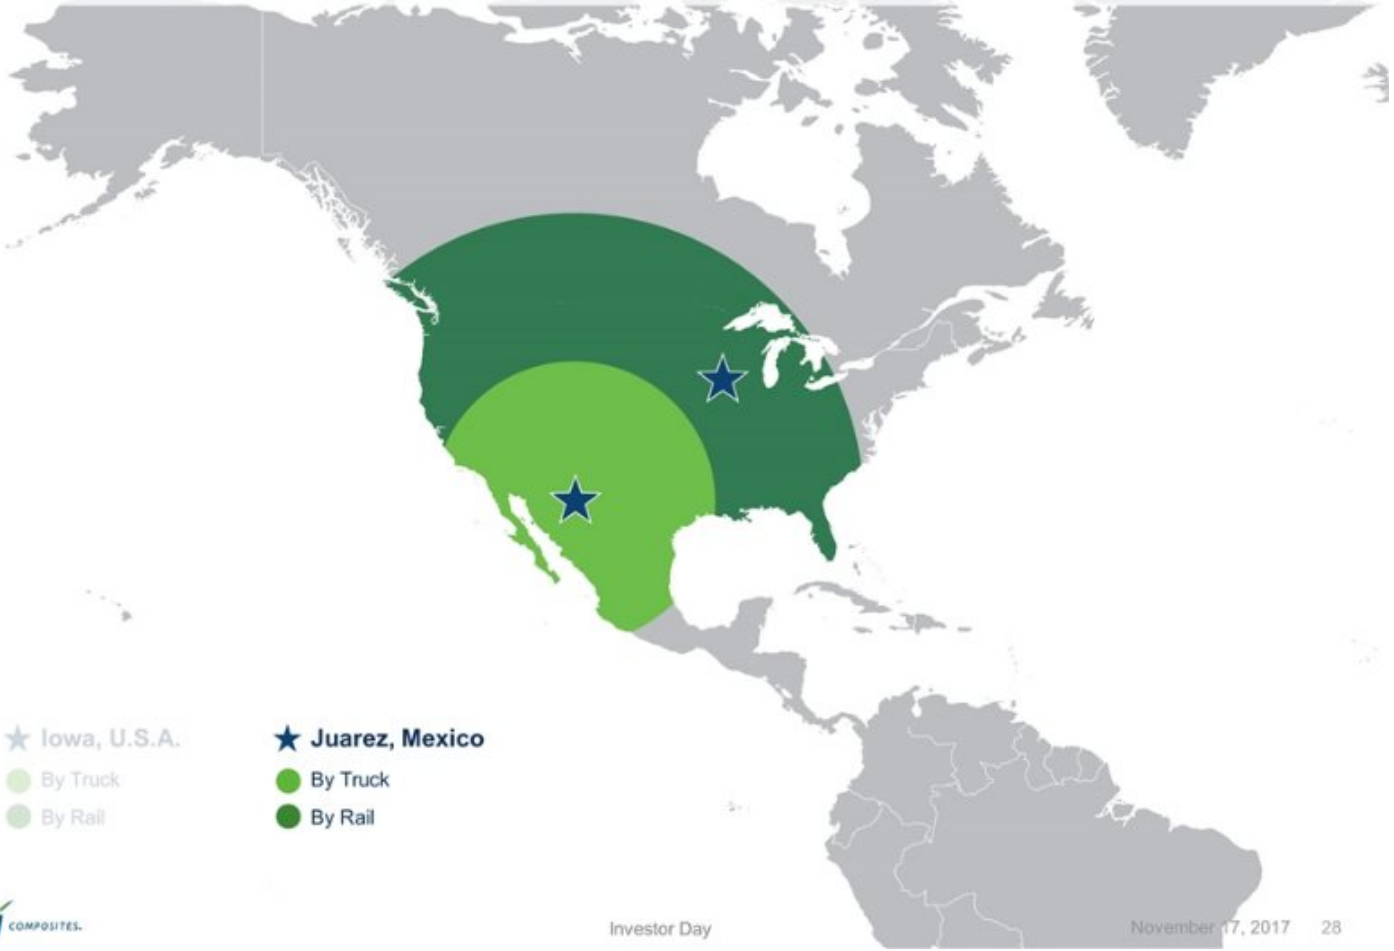 Iowa, U.S.A.
By Truck
By Rail
Juarez, Mexico
By Truck
By Rail
COMPOSITES.
Investor Day
November 17, 2017
28